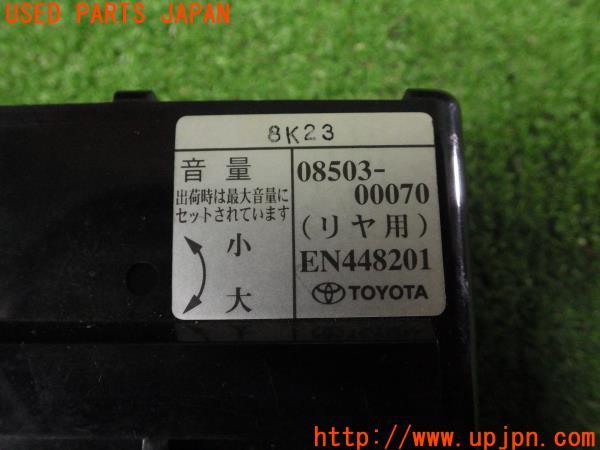 USED PARTS JAPAN
8K23
音量
出荷時は最大音量に
セットされています
小
大
08503-
00070
(リヤ用)
EN448201
TOYOTA
http://www.upjpn.com/